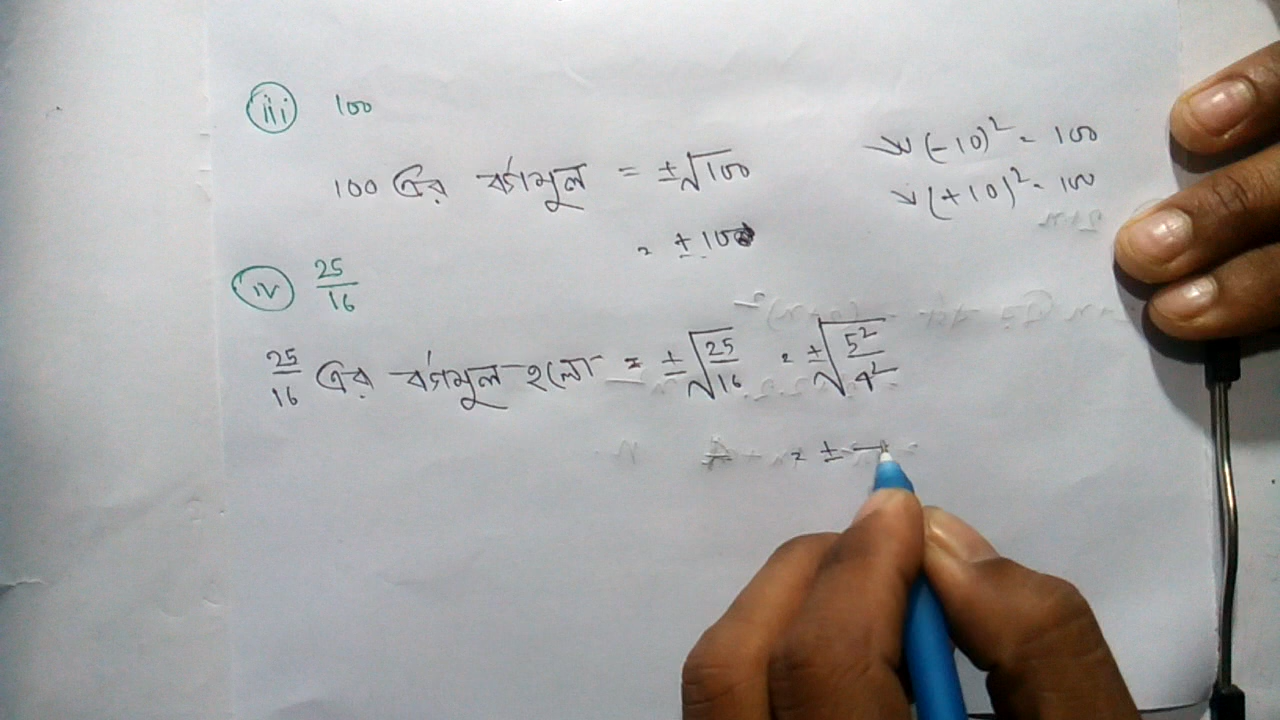 iii 100
100 এর বর্গমূল = ±√100
(-10)² = 100
(+10)² = 100
= ±10
iv 25/16
25/16 এর বর্গমূল হলো = ±√25/16 = ±√5²/4²
= ±